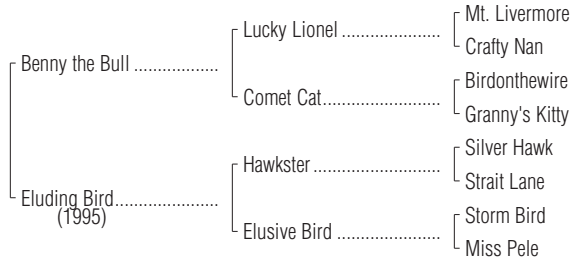 Mt. Livermore
Lucky Lionel ......................
Crafty Nan
Benny the Bull ..................
Birdonthewire
Comet Cat..........................
Granny's Kitty
Silver Hawk
Hawkster ............................
Strait Lane
Eluding Bird......................
(1995)
Storm Bird
Elusive Bird .......................
Miss Pele